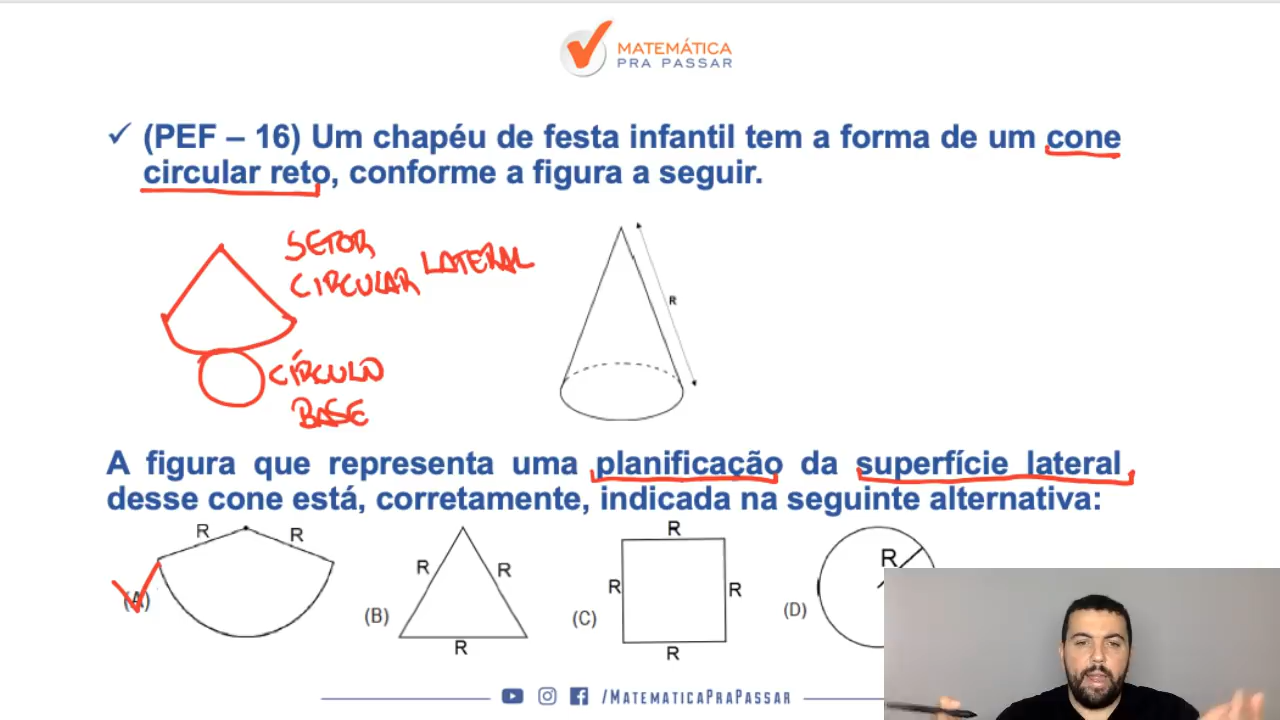 MATEMÁTICA
PRA PASSAR
✓ (PEF – 16) Um chapéu de festa infantil tem a forma de um cone
circular reto, conforme a figura a seguir.
SETOR
CIRCULAR LATERAL
R
CÍRCULO
BASE
A figura que representa uma planificação da superfície lateral
desse cone está, corretamente, indicada na seguinte alternativa:
R R
(A)
R R
(B)
R
R
R R
(C)
R
R
(D)
/MATEMATICAPRAPASSAR